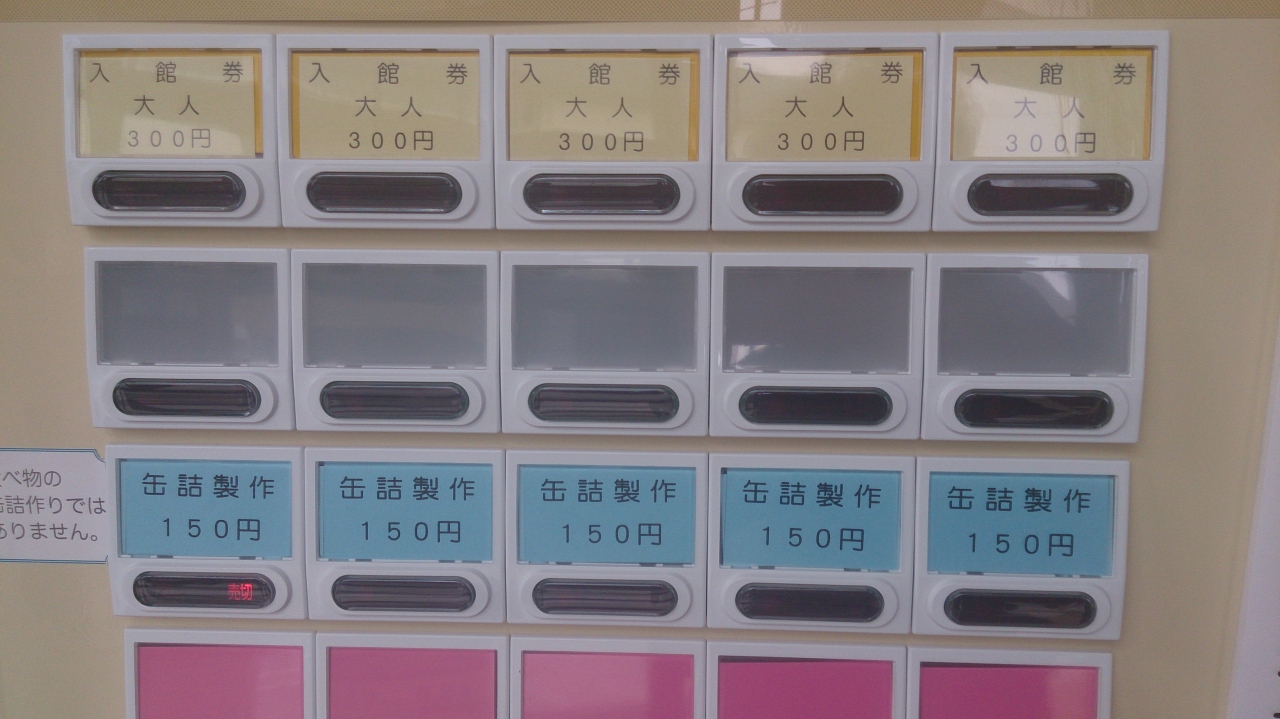 入館券
大人
300円
入館券
大人
300円
入館券
大人
300円
入館券
大人
300円
入館券
大人
300円
べ物の
詰作りでは
ありません。
缶詰製作
150円
売切
缶詰製作
150円
缶詰製作
150円
缶詰製作
150円
缶詰製作
150円